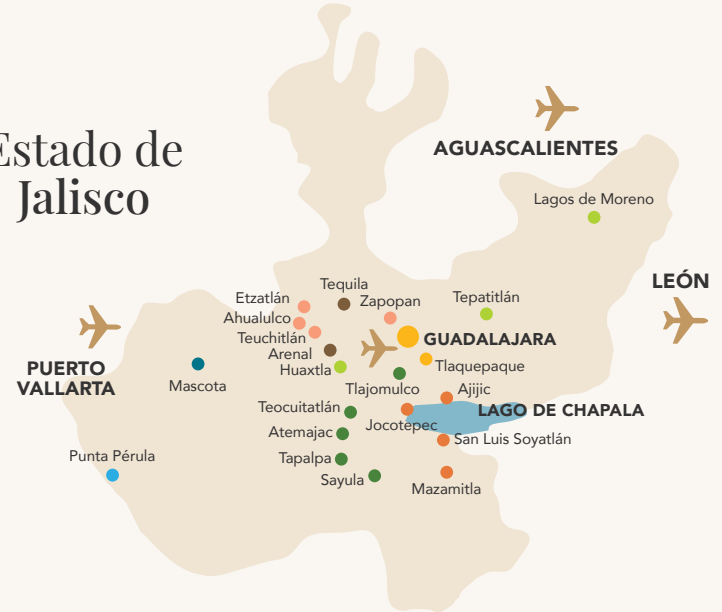 Estado de
Jalisco
AGUASCALIENTES
Lagos de Moreno
LEÓN
Tequila
Etzatlán
Zapopan
Tepatitlán
Ahualulco
Teuchitlán
GUADALAJARA
Arenal
Huaxtla
Tlaquepaque
PUERTO
VALLARTA
Mascota
Tlajomulco
Ajijic
Teocuitatlán
LAGO DE CHAPALA
Jocotepec
Atemajac
San Luis Soyatlán
Punta Pérula
Tapalpa
Sayula
Mazamitla